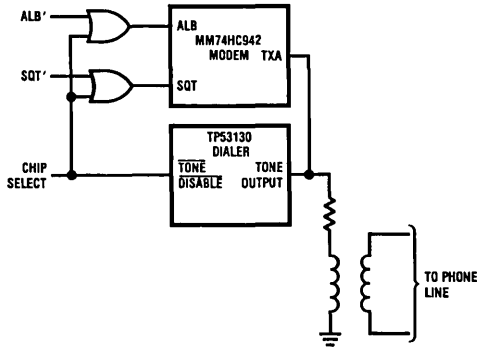 ALB'
ALB
MM74HC942
MODEM
TXA
SQT'
SQT
TP53130
DIALER
CHIP
SELECT
TONE
DISABLE
TONE
OUTPUT
TO PHONE
LINE